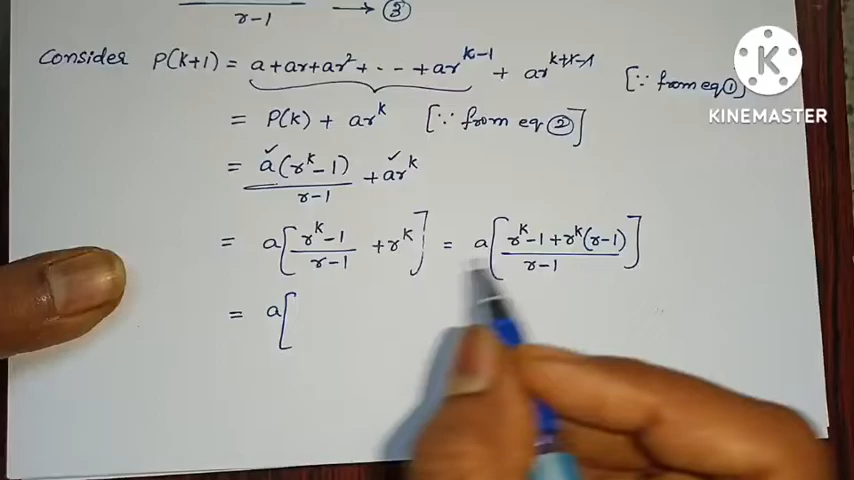 r-1 → ③
Consider P(k+1) = a+ar+ar²+ - - - +ar^k-1 + ar^k+1-1 [∵ from eq①]
= P(k) + ar^k [∵ from eq ②]
= a(r^k-1)/r-1 + ar^k
= a[r^k-1/r-1 + r^k] = a[r^k-1+r^k(r-1)/r-1]
= a[
K
KINEMASTER